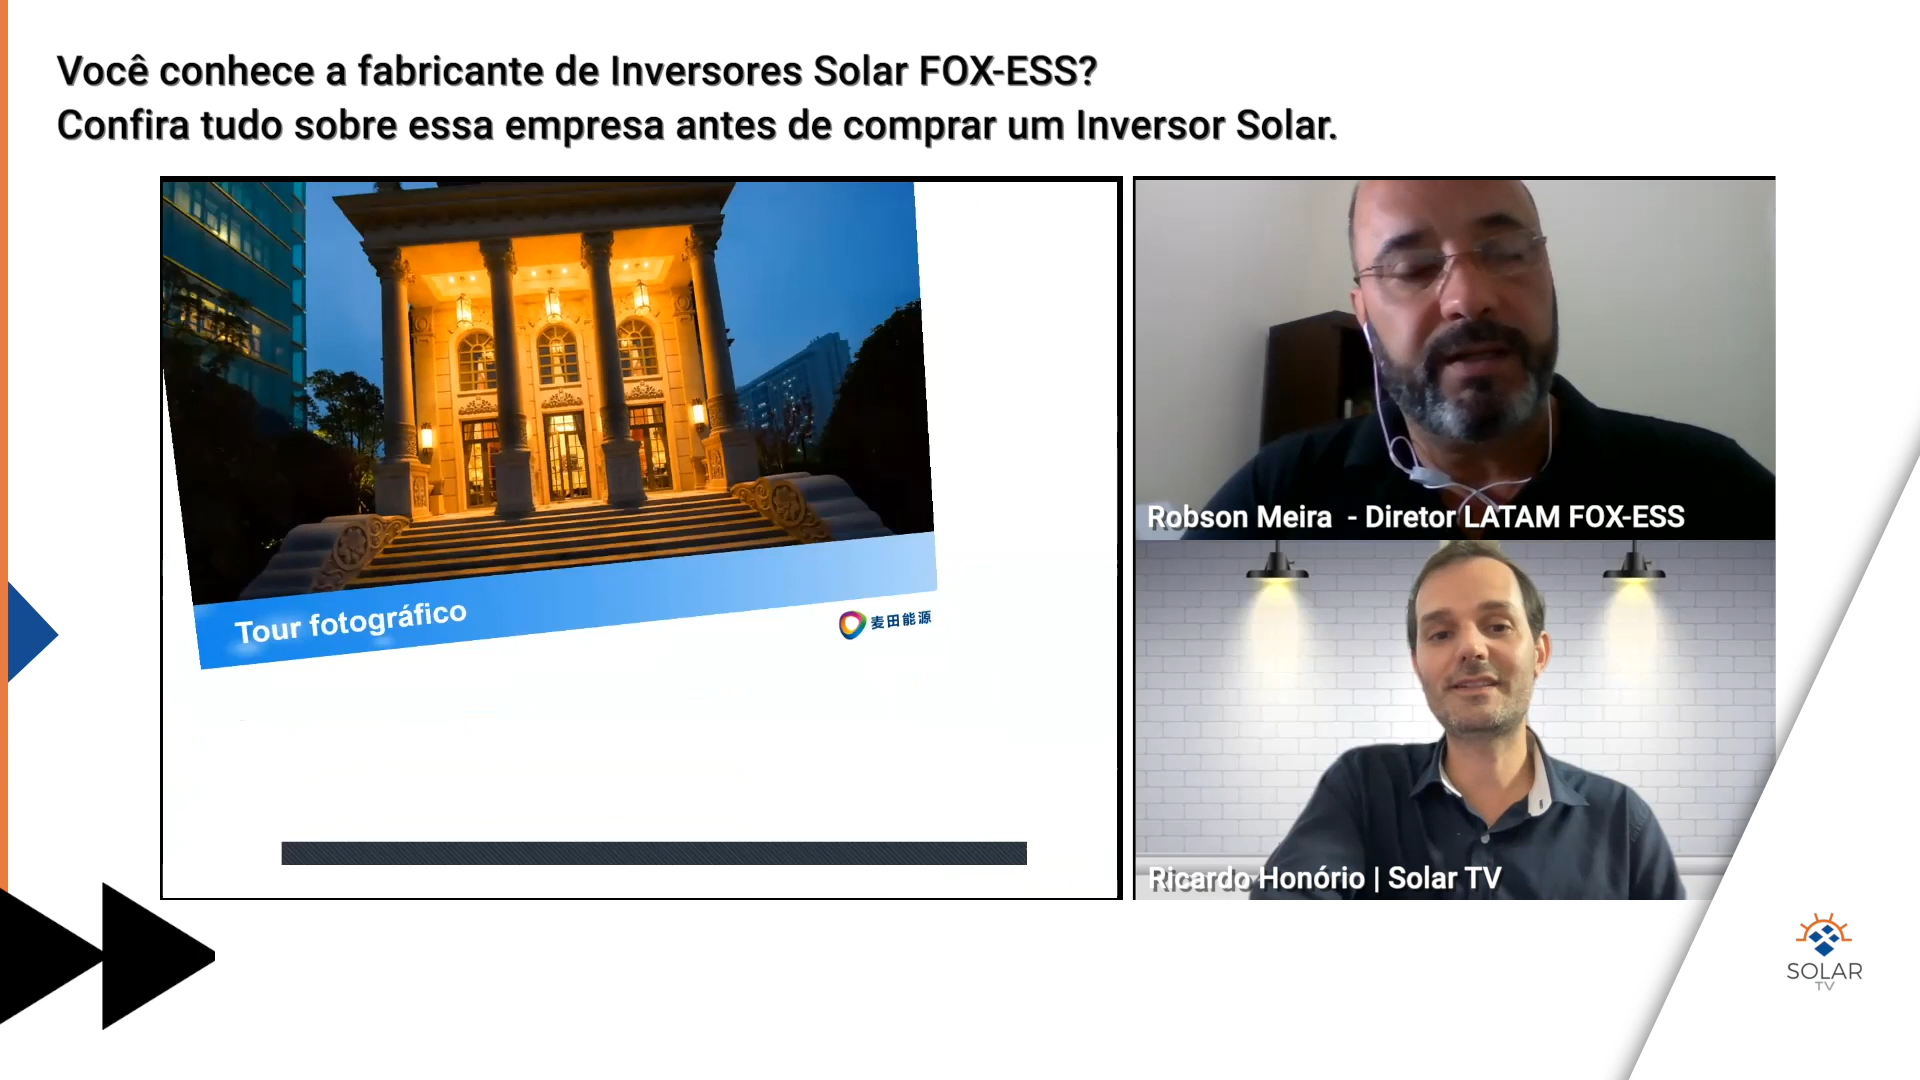 Você conhece a fabricante de Inversores Solar FOX-ESS?
Confira tudo sobre essa empresa antes de comprar um Inversor Solar.
Tour fotográfico
麦田能源
Robson Meira - Diretor LATAM FOX-ESS
Ricardo Honório | Solar TV
SOLAR
TV